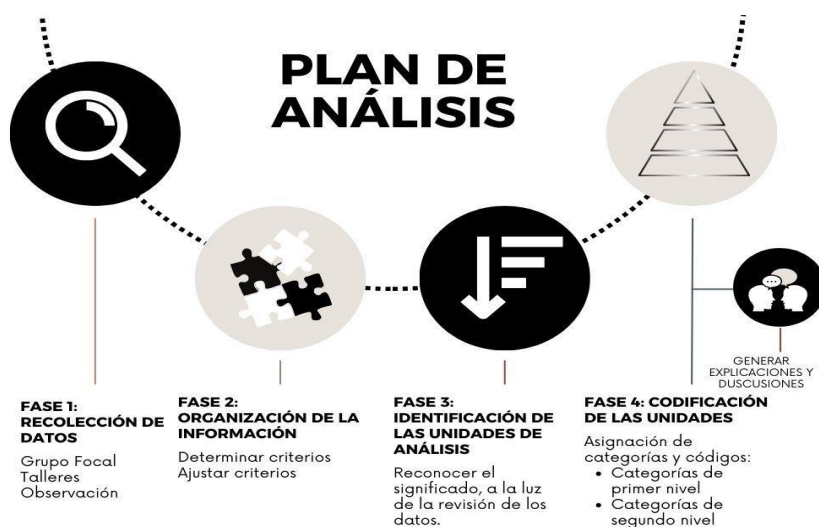 PLAN DE
ANÁLISIS
FASE 1:
RECOLECCIÓN DE
DATOS
Grupo Focal
Talleres
Observación
FASE 2:
ORGANIZACIÓN DE LA
INFORMACIÓN
Determinar criterios
Ajustar criterios
FASE 3:
IDENTIFICACIÓN DE
LAS UNIDADES DE
ANÁLISIS
Reconocer el
significado, a la luz
de la revisión de los
datos.
FASE 4: CODIFICACIÓN
DE LAS UNIDADES
Asignación de
categorías y códigos:
• Categorías de
primer nivel
• Categorías de
segundo nivel
GENERAR
EXPLICACIONES Y
DUSCUSIONES